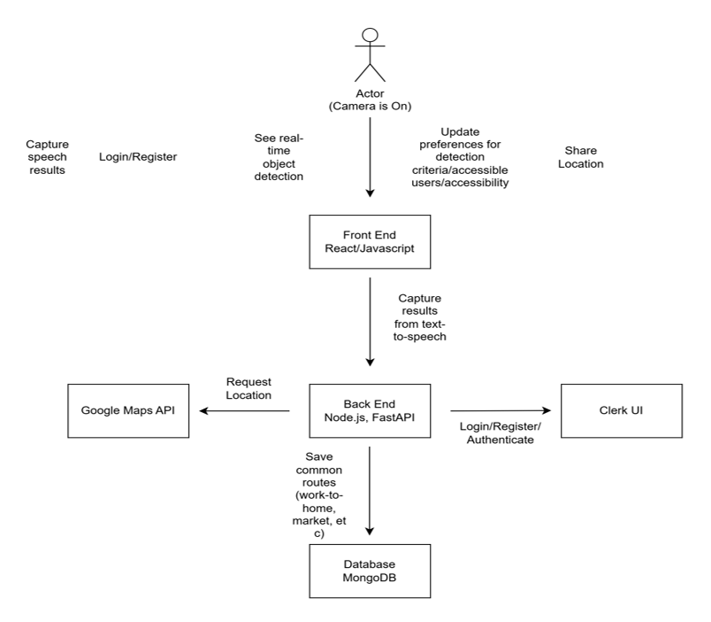 Actor
(Camera is On)
Capture
speech
results
Login/Register
See real-
time
object
detection
Update
preferences for
detection
criteria/accessible
users/accessibility
Share
Location
Front End
React/Javascript
Capture
results
from text-
to-speech
Google Maps API
Request
Location
Back End
Node.js, FastAPI
Login/Register/
Authenticate
Clerk UI
Save
common
routes
(work-to-
home,
market, et
c)
Database
MongoDB